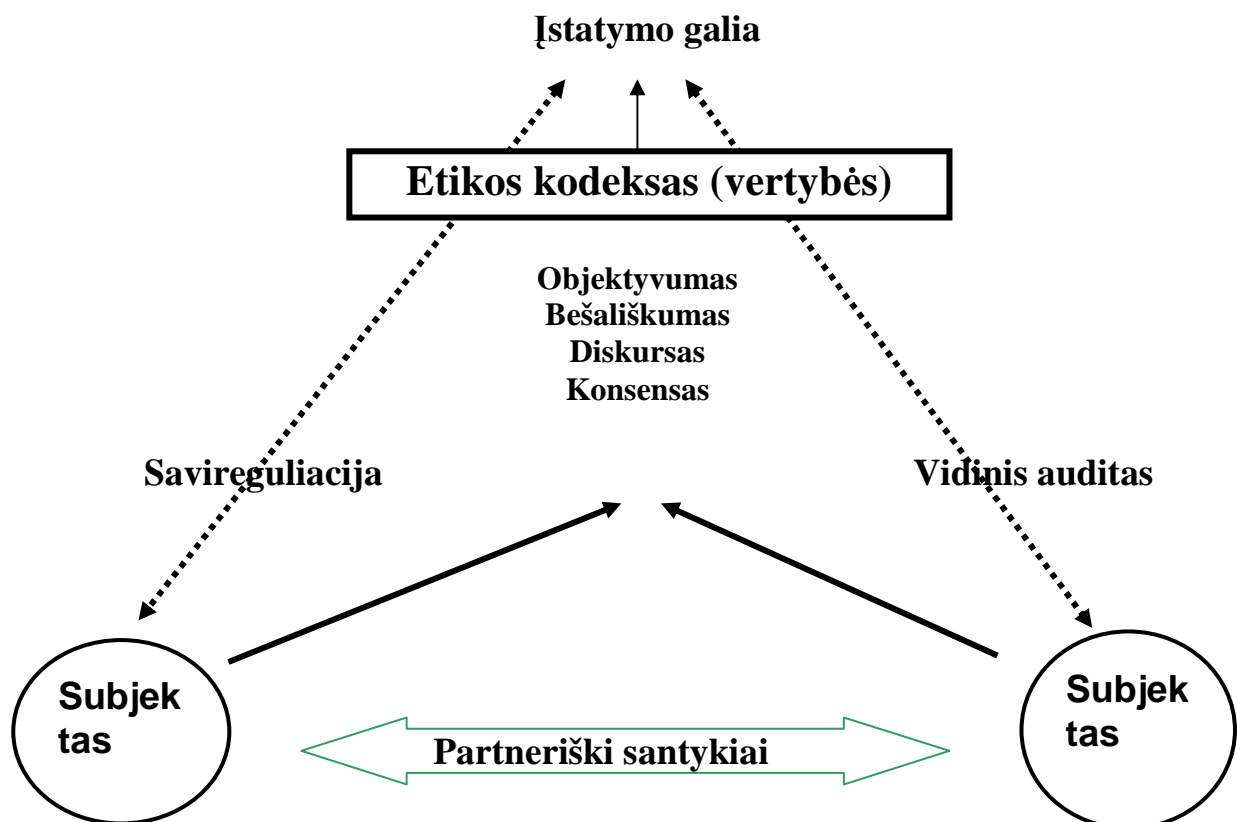 Įstatymo galia
Etikos kodeksas (vertybės)
Objektyvumas
Bešališkumas
Diskursas
Konsensas
Savireguliacija
Vidinis auditas
Subjek
tas
Subjek
tas
Partneriški santykiai